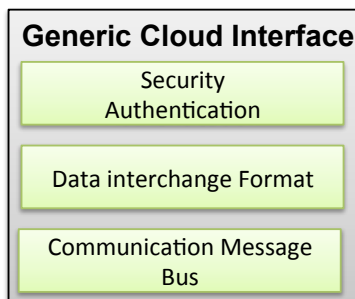 Generic Cloud Interface
Security
Authentication
Data interchange Format
Communication Message
Bus